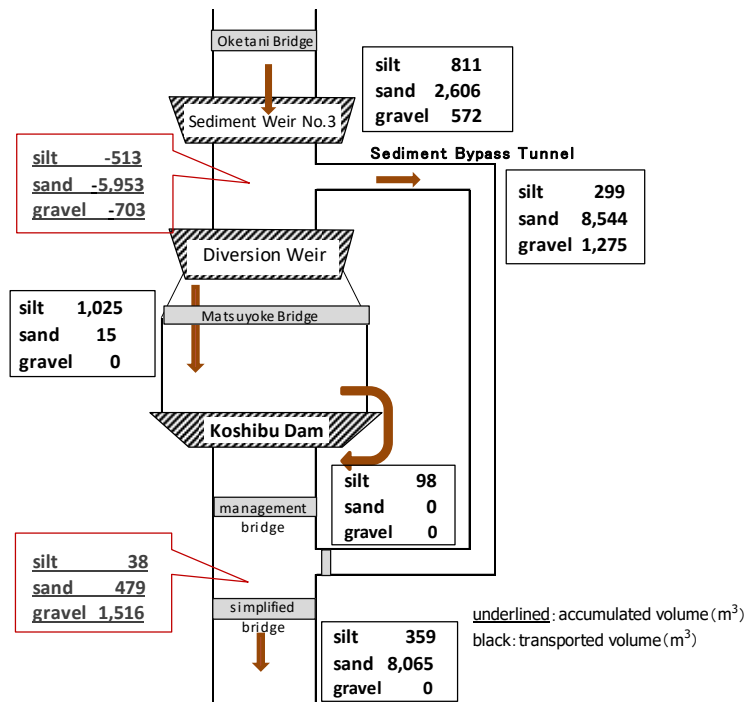 Oketani Bridge
silt 811
sand 2,606
gravel 572
Sediment Weir No.3
Sediment Bypass Tunnel
silt -513
sand -5,953
gravel -703
silt 299
sand 8,544
gravel 1,275
Diversion Weir
silt 1,025
sand 15
gravel 0
Matsuyoke Bridge
Koshibu Dam
silt 98
sand 0
gravel 0
management
bridge
silt 38
sand 479
gravel 1,516
simplified
bridge
underlined:accumulated volume(m³)
black:transported volume(m³)
silt 359
sand 8,065
gravel 0